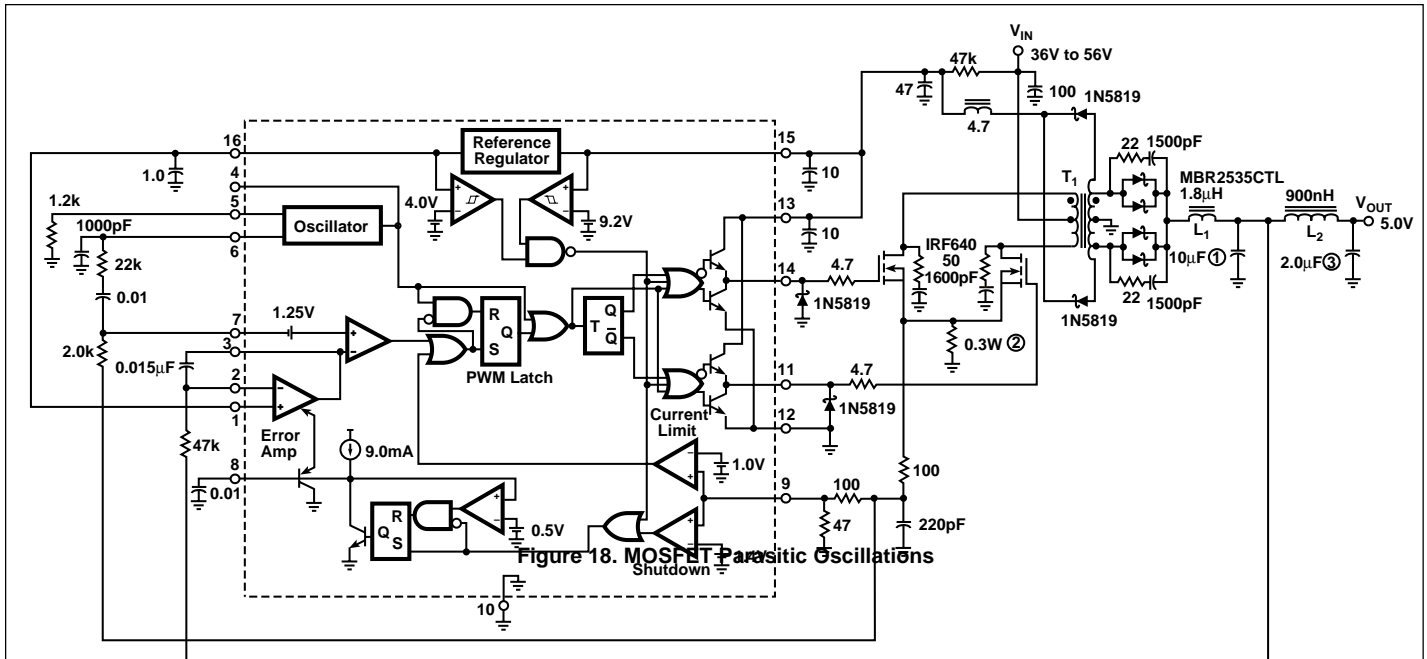 V_IN
36V to 56V
47k
47
100
1N5819
4.7
16
Reference
Regulator
15
22
1500pF
1.0
4
10
T1
MBR2535CTL
1.8µH
900nH
V_OUT
5.0V
4.0V
9.2V
1.2k
5
Oscillator
13
1000pF
6
10
L1
L2
IRF640
50
1600pF
10µF ①
2.0µF ③
22k
14
4.7
22
1500pF
0.01
1N5819
1N5819
1.25V
7
R
Q
S
T
Q
Q
0.3W ②
2.0k
3
0.015µF
PWM Latch
11
4.7
2
1N5819
1
12
Error
Amp
Current
Limit
47k
9.0mA
1.0V
100
8
0.01
9
100
0.5V
R
Q
S
47
220pF
Figure 18. MOSFET Parasitic Oscillations
Shutdown
10
+
−
+
−
+
−
−
+
+
−
−
+
+
−